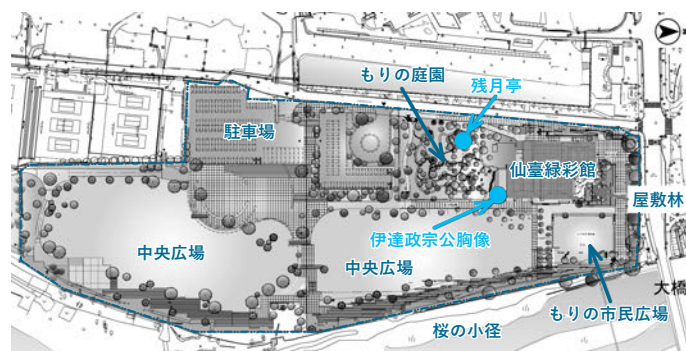 残月亭
もりの庭園
駐車場
仙臺緑彩館
屋敷林
伊達政宗公胸像
中央広場
中央広場
大橋
もりの市民広場
桜の小径